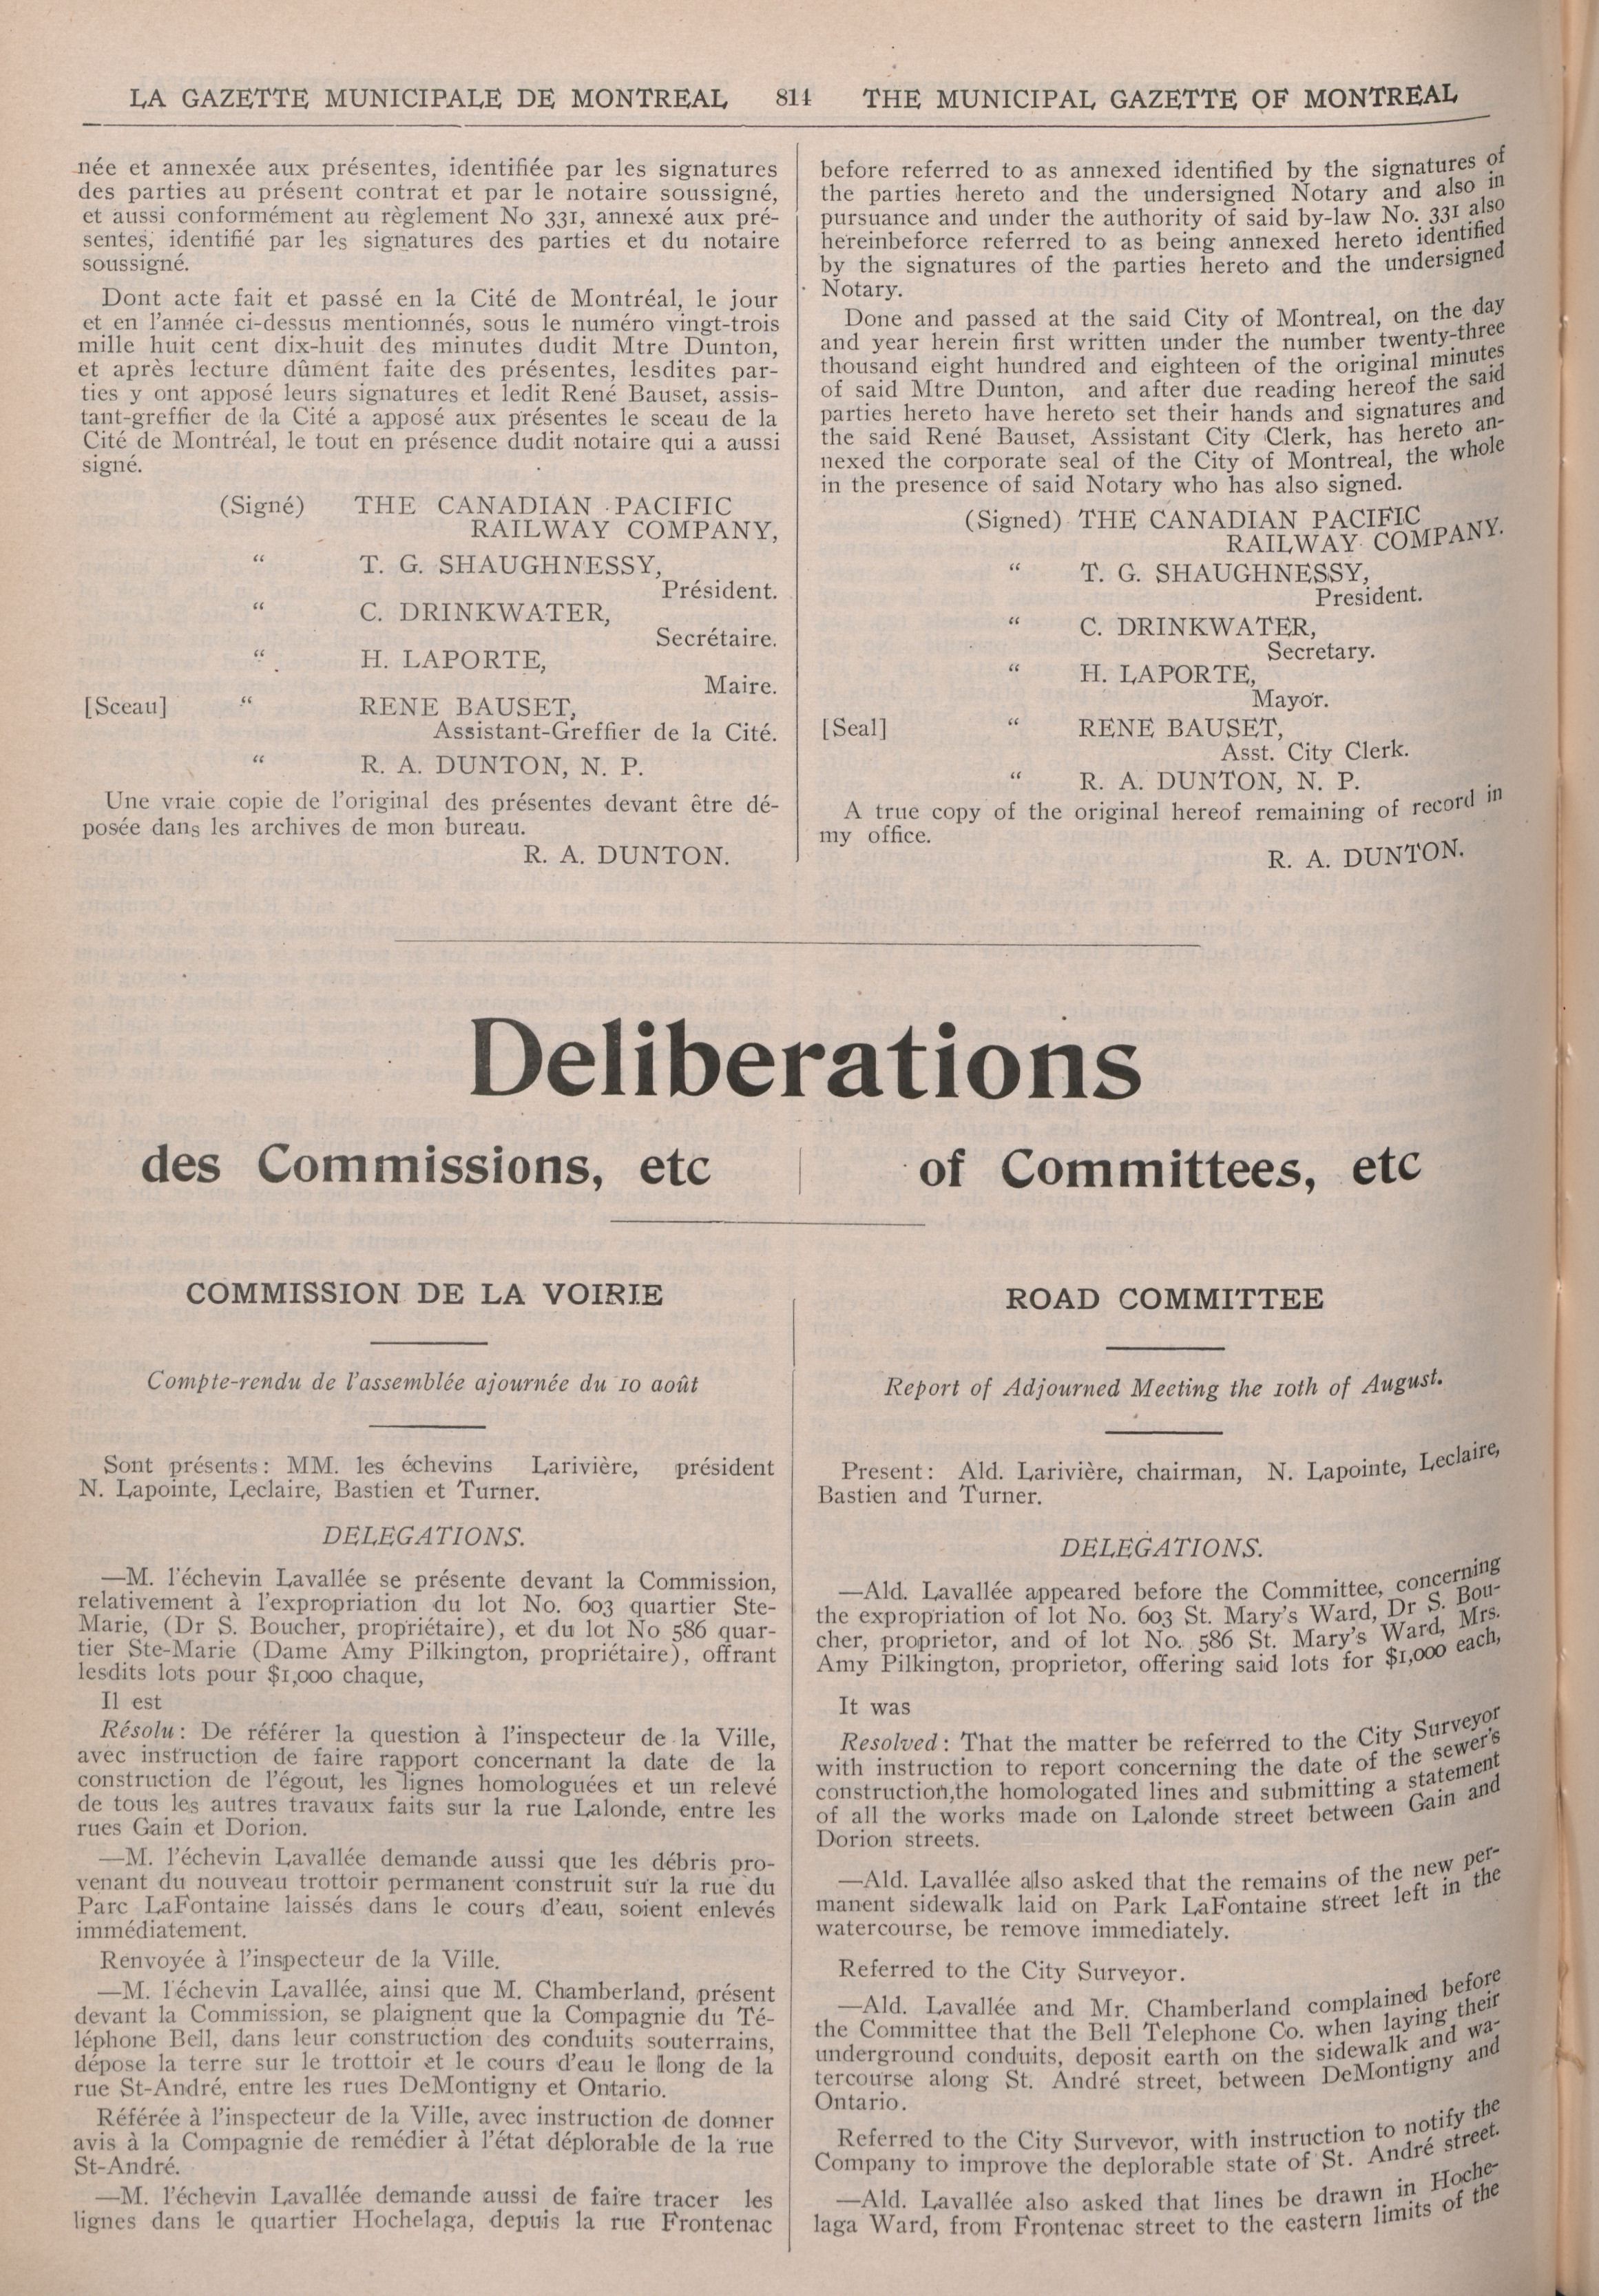 LA GAZETTE MUNICIPALE DE MONTREAL 814 THE MUNICIPAL GAZETTE OF MONTREAL
née et annexée aux présentes, identifiée par les signatures
des parties au présent contrat et par le notaire soussigné,
et aussi conformément au règlement No 331, annexé aux pré-
sentes, identifié par les signatures des parties et du notaire
soussigné.
Dont acte fait et passé en la Cité de Montréal, le jour
et en l'année ci-dessus mentionnés, sous le numéro vingt-trois
mille huit cent dix-huit des minutes dudit Mtre Dunton,
et après lecture dûment faite des présentes, lesdites par-
ties y ont apposé leurs signatures et ledit René Bauset, assis-
tant-greffier de la Cité a apposé aux présentes le sceau de la
Cité de Montréal, le tout en présence dudit notaire qui a aussi
signé.
(Signé) THE CANADIAN PACIFIC
RAILWAY COMPANY,
“ T. G. SHAUGHNESSY,
Président.
“ C. DRINKWATER,
Secrétaire.
“ H. LAPORTE,
Maire.
[Sceau] “ RENE BAUSET,
Assistant-Greffier de la Cité.
“ R. A. DUNTON, N. P.
Une vraie copie de l'original des présentes devant être dé-
posée dans les archives de mon bureau.
R. A. DUNTON.
before referred to as annexed identified by the signatures of
the parties hereto and the undersigned Notary and also in
pursuance and under the authority of said by-law No. 331 also
hereinbeforce referred to as being annexed hereto identified
by the signatures of the parties hereto and the undersigned
Notary.
Done and passed at the said City of Montreal, on the day
and year herein first written under the number twenty-three
thousand eight hundred and eighteen of the original minutes
of said Mtre Dunton, and after due reading hereof the said
parties hereto have hereto set their hands and signatures and
the said René Bauset, Assistant City Clerk, has hereto an-
nexed the corporate seal of the City of Montreal, the whole
in the presence of said Notary who has also signed.
(Signed) THE CANADIAN PACIFIC
RAILWAY COMPANY.
“ T. G. SHAUGHNESSY,
President.
“ C. DRINKWATER,
Secretary.
“ H. LAPORTE,
Mayor.
[Seal] “ RENE BAUSET,
Asst. City Clerk.
“ R. A. DUNTON, N. P.
A true copy of the original hereof remaining of record in
my office.
R. A. DUNTON.
Deliberations
des Commissions, etc
of Committees, etc
COMMISSION DE LA VOIRIE
Compte-rendu de l'assemblée ajournée du 10 août
Sont présents: MM. les échevins Larivière, président
N. Lapointe, Leclaire, Bastien et Turner.
DELEGATIONS.
—M. l'échevin Lavallée se présente devant la Commission,
relativement à l'expropriation du lot No. 603 quartier Ste-
Marie, (Dr S. Boucher, propriétaire), et du lot No 586 quar-
tier Ste-Marie (Dame Amy Pilkington, propriétaire), offrant
lesdits lots pour $1,000 chaque,
Il est
Résolu: De référer la question à l'inspecteur de la Ville,
avec instruction de faire rapport concernant la date de la
construction de l'égout, les lignes homologuées et un relevé
de tous les autres travaux faits sur la rue Lalonde, entre les
rues Gain et Dorion.
—M. l'échevin Lavallée demande aussi que les débris pro-
venant du nouveau trottoir permanent construit sur la rue du
Parc LaFontaine laissés dans le cours d'eau, soient enlevés
immédiatement.
Renvoyée à l'inspecteur de la Ville.
—M. l'échevin Lavallée, ainsi que M. Chamberland, présent
devant la Commission, se plaignent que la Compagnie du Té-
léphone Bell, dans leur construction des conduits souterrains,
dépose la terre sur le trottoir et le cours d'eau le long de la
rue St-André, entre les rues DeMontigny et Ontario.
Référée à l'inspecteur de la Ville, avec instruction de donner
avis à la Compagnie de remédier à l'état déplorable de la rue
St-André.
—M. l'échevin Lavallée demande aussi de faire tracer les
lignes dans le quartier Hochelaga, depuis la rue Frontenac
ROAD COMMITTEE
Report of Adjourned Meeting the 10th of August.
Present: Ald. Larivière, chairman, N. Lapointe, Leclaire,
Bastien and Turner.
DELEGATIONS.
—Ald. Lavallée appeared before the Committee, concerning
the expropriation of lot No. 603 St. Mary's Ward, Dr S. Bou-
cher, proprietor, and of lot No. 586 St. Mary's Ward, Mrs.
Amy Pilkington, proprietor, offering said lots for $1,000 each,
It was
Resolved: That the matter be referred to the City Surveyor
with instruction to report concerning the date of the sewer's
construction,the homologated lines and submitting a statement
of all the works made on Lalonde street between Gain and
Dorion streets.
—Ald. Lavallée also asked that the remains of the new per-
manent sidewalk laid on Park LaFontaine street left in the
watercourse, be remove immediately.
Referred to the City Surveyor.
—Ald. Lavallée and Mr. Chamberland complained before
the Committee that the Bell Telephone Co. when laying their
underground conduits, deposit earth on the sidewalk and wa-
tercourse along St. André street, between DeMontigny and
Ontario.
Referred to the City Surveyor, with instruction to notify the
Company to improve the deplorable state of St. André street.
—Ald. Lavallée also asked that lines be drawn in Hoche-
laga Ward, from Frontenac street to the eastern limits of the